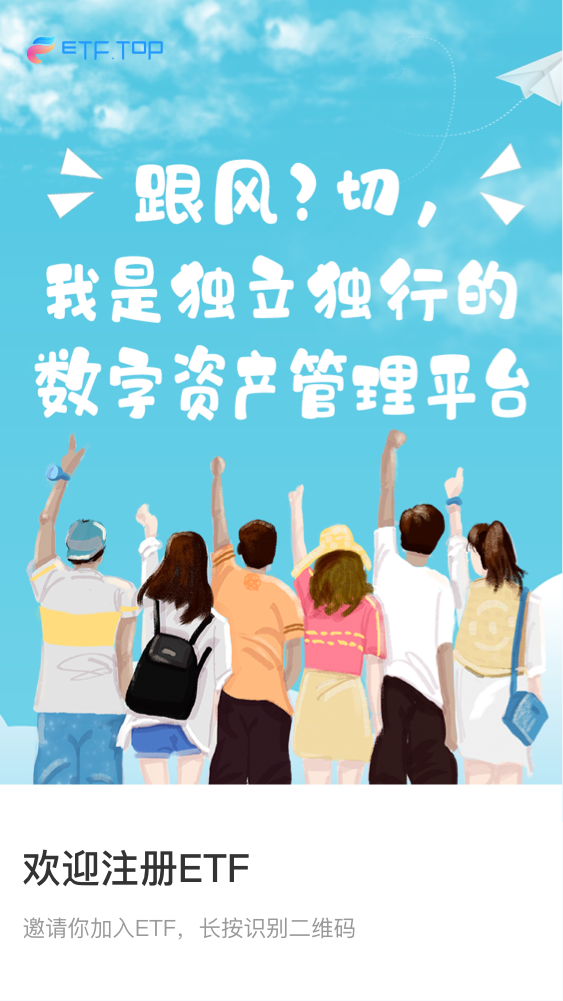 ETF.TOP
跟风?切,
我是独立独行的
数字资产管理平台
欢迎注册ETF
邀请你加入ETF，长按识别二维码